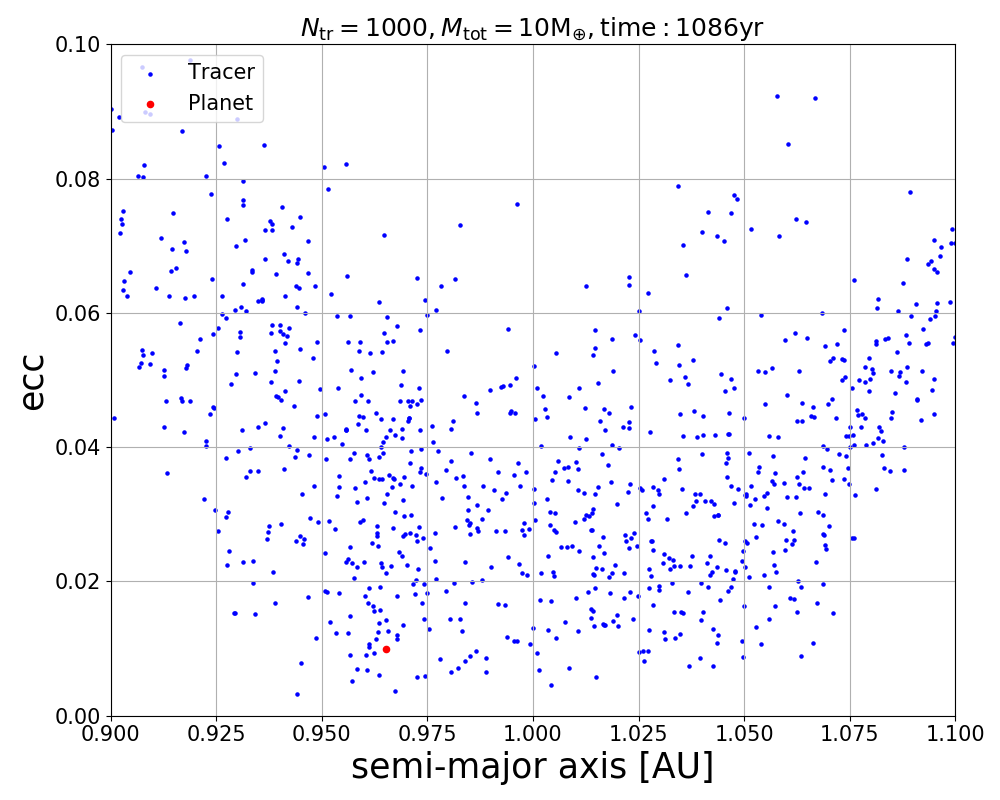 N_tr = 1000, M_tot = 10M_⊕, time : 1086yr
Tracer
Planet
ecc
0.10
0.08
0.06
0.04
0.02
0.00
0.900 0.925 0.950 0.975 1.000 1.025 1.050 1.075 1.100
semi-major axis [AU]